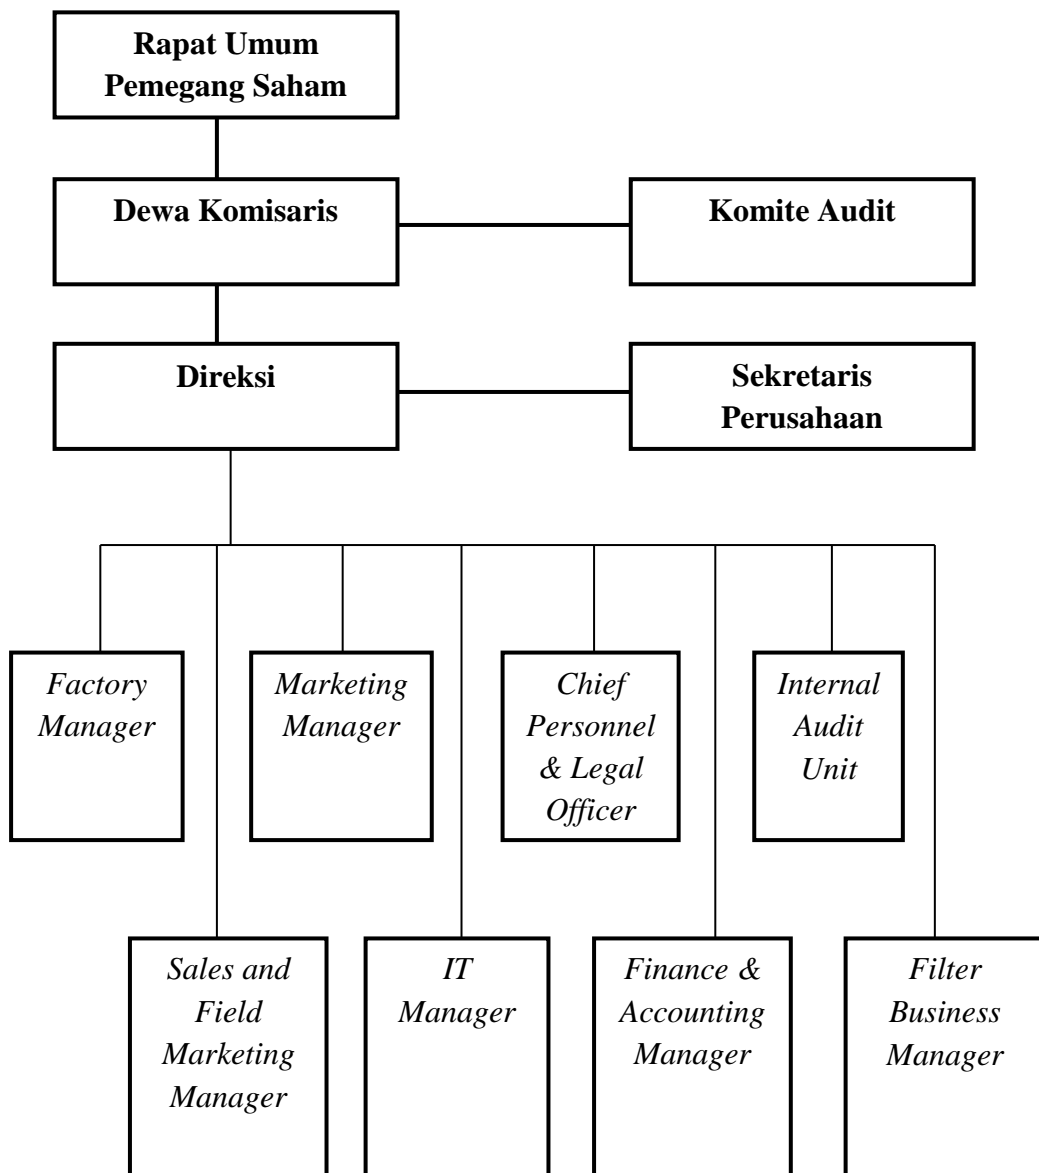 Rapat Umum
Pemegang Saham
Dewa Komisaris
Komite Audit
Direksi
Sekretaris
Perusahaan
Factory
Manager
Marketing
Manager
Chief
Personnel
& Legal
Officer
Internal
Audit
Unit
Sales and
Field
Marketing
Manager
IT
Manager
Finance &
Accounting
Manager
Filter
Business
Manager